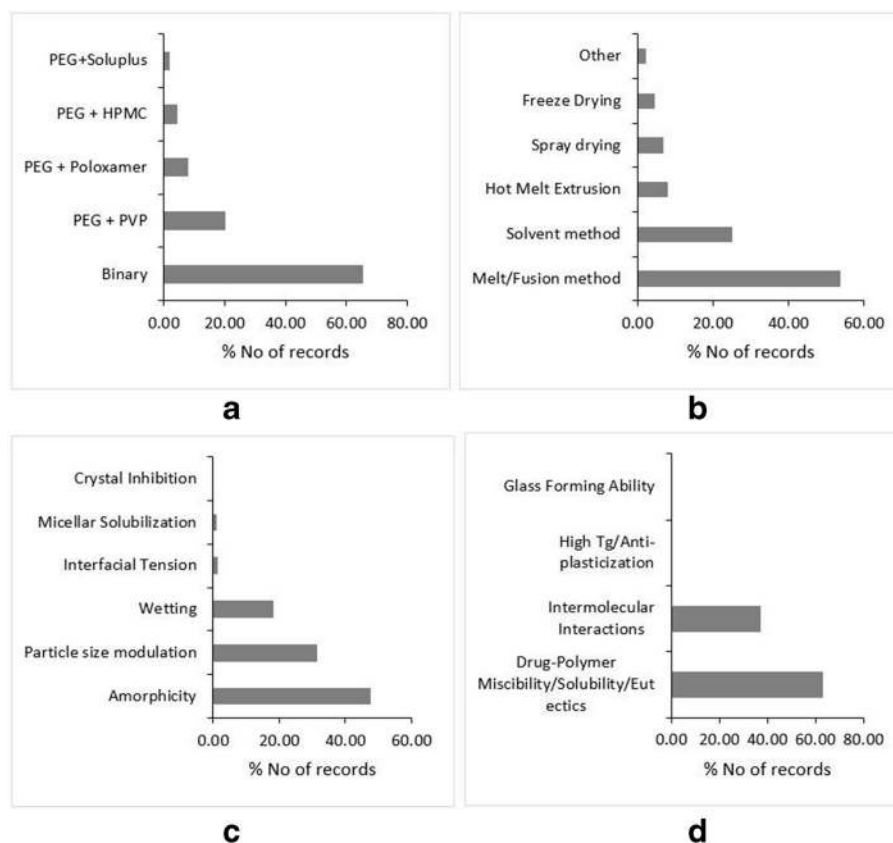 PEG+Soluplus
PEG + HPMC
PEG + Poloxamer
PEG + PVP
Binary
0.00 20.00 40.00 60.00 80.00
% No of records
a
Other
Freeze Drying
Spray drying
Hot Melt Extrusion
Solvent method
Melt/Fusion method
0.00 20.00 40.00 60.00
% No of records
b
Crystal Inhibition
Micellar Solubilization
Interfacial Tension
Wetting
Particle size modulation
Amorphicity
0.00 20.00 40.00 60.00
% No of records
c
Glass Forming Ability
High Tg/Anti-
plasticization
Intermolecular
Interactions
Drug-Polymer
Miscibility/Solubility/Eut
ectics
0.00 20.00 40.00 60.00 80.00
% No of records
d